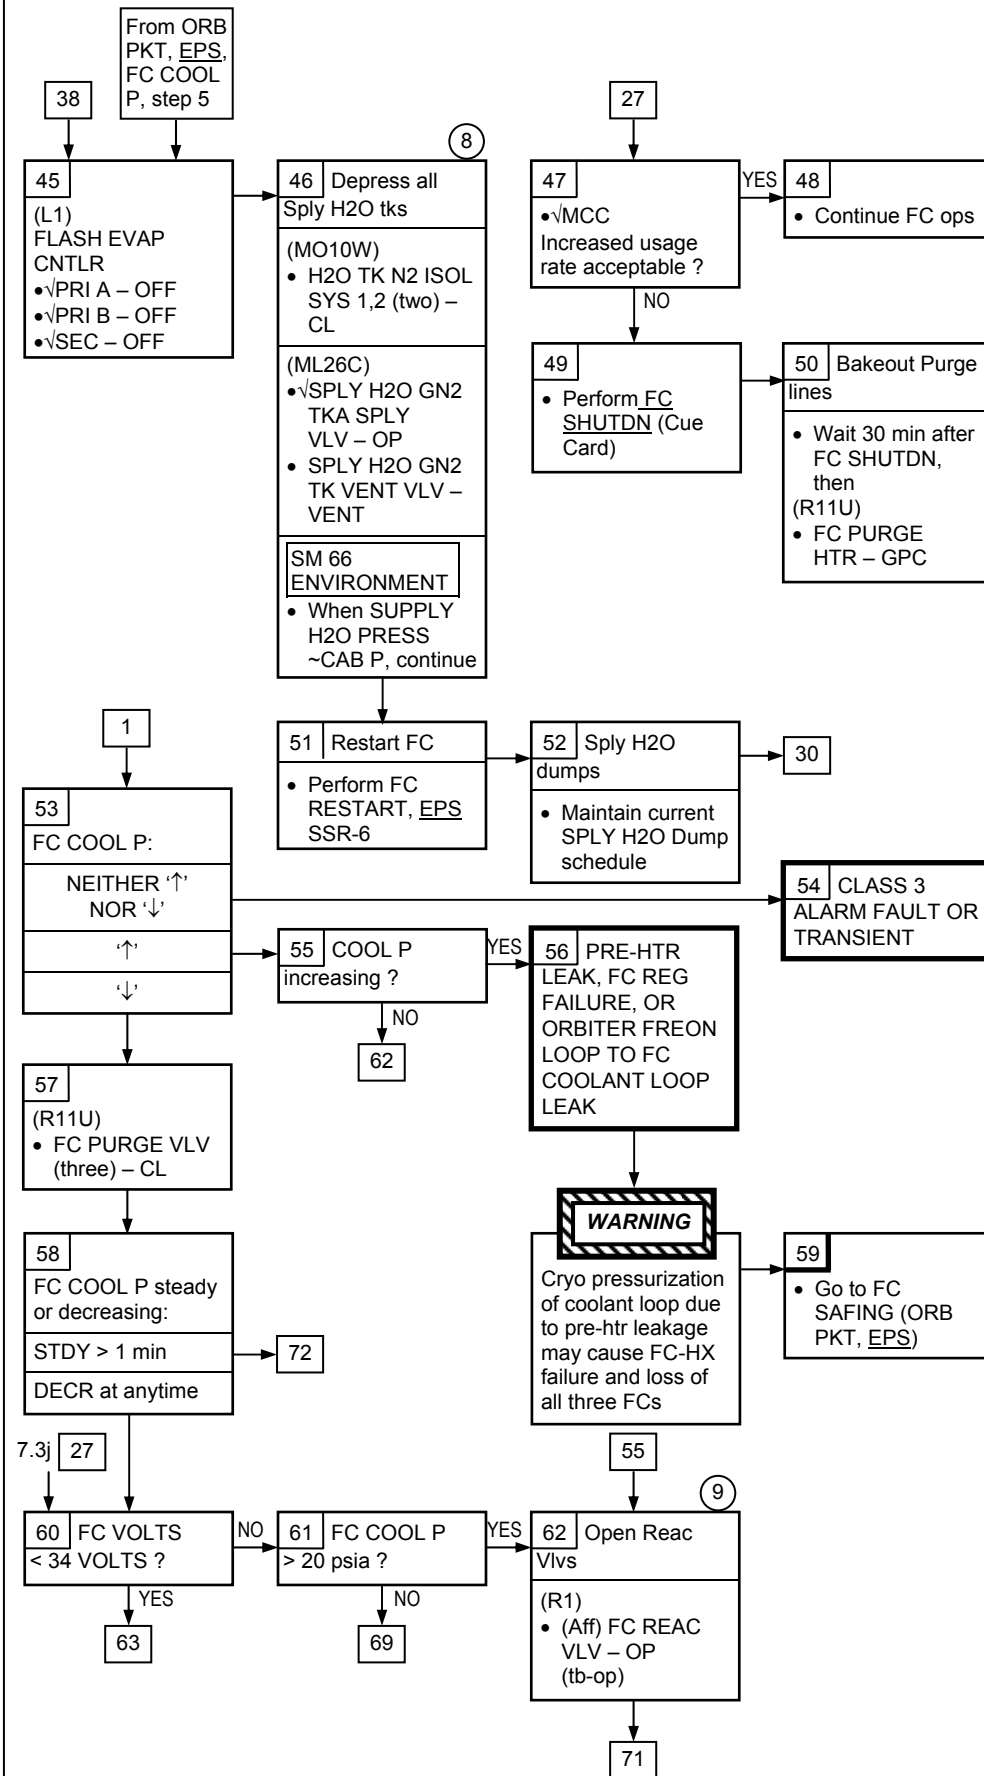 From ORB
PKT, EPS,
FC COOL
P, step 5
38
45
(L1)
FLASH EVAP
CNTLR
•√PRI A – OFF
•√PRI B – OFF
•√SEC – OFF
8
46 Depress all
Sply H2O tks
(MO10W)
• H2O TK N2 ISOL
SYS 1,2 (two) –
CL
(ML26C)
•√SPLY H2O GN2
TKA SPLY
VLV – OP
• SPLY H2O GN2
TK VENT VLV –
VENT
SM 66
ENVIRONMENT
• When SUPPLY
H2O PRESS
~CAB P, continue
27
47
•√MCC
Increased usage
rate acceptable ?
YES
NO
48
• Continue FC ops
49
• Perform FC
SHUTDN (Cue
Card)
50 Bakeout Purge
lines
• Wait 30 min after
FC SHUTDN,
then
(R11U)
• FC PURGE
HTR – GPC
51 Restart FC
• Perform FC
RESTART, EPS
SSR-6
52 Sply H2O
dumps
• Maintain current
SPLY H2O Dump
schedule
30
1
53
FC COOL P:
NEITHER ‘↑’
NOR ‘↓’
‘↑’
‘↓’
54 CLASS 3
ALARM FAULT OR
TRANSIENT
55 COOL P
increasing ?
YES
NO
62
56 PRE-HTR
LEAK, FC REG
FAILURE, OR
ORBITER FREON
LOOP TO FC
COOLANT LOOP
LEAK
57
(R11U)
• FC PURGE VLV
(three) – CL
58
FC COOL P steady
or decreasing:
STDY > 1 min
DECR at anytime
72
WARNING
Cryo pressurization
of coolant loop due
to pre-htr leakage
may cause FC-HX
failure and loss of
all three FCs
59
• Go to FC
SAFING (ORB
PKT, EPS)
7.3j 27
60 FC VOLTS
< 34 VOLTS ?
NO
YES
63
61 FC COOL P
> 20 psia ?
YES
NO
69
55
9
62 Open Reac
Vlvs
(R1)
• (Aff) FC REAC
VLV – OP
(tb-op)
71